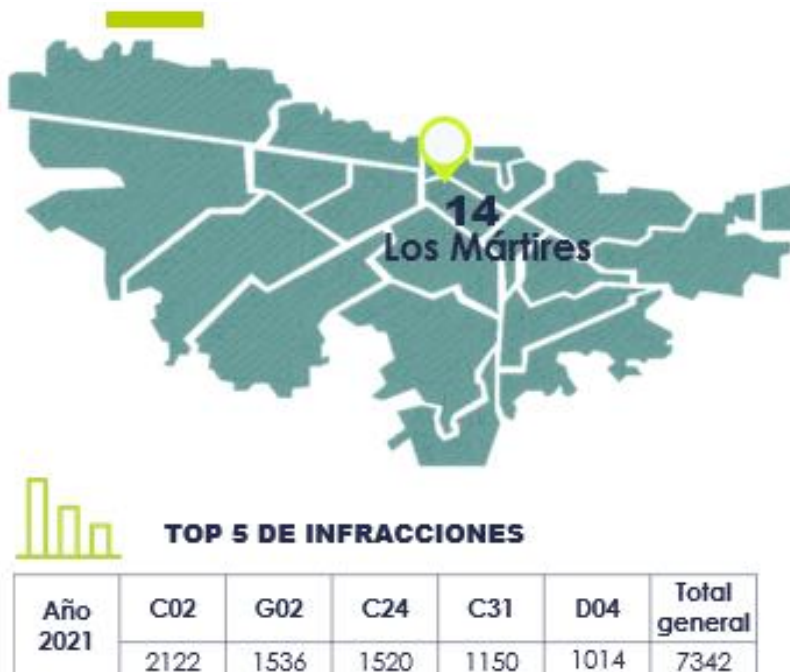 14
Los Mártires
TOP 5 DE INFRACCIONES
Año 2021 C02 G02 C24 C31 D04 Total general
2122 1536 1520 1150 1014 7342